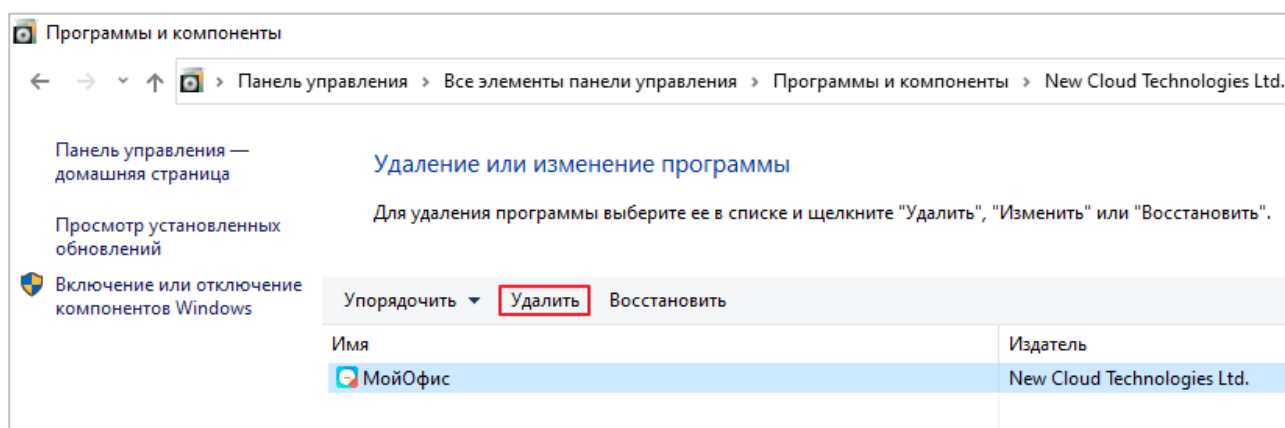 Программы и компоненты
Панель управления > Все элементы панели управления > Программы и компоненты > New Cloud Technologies Ltd.
Панель управления —
домашняя страница
Просмотр установленных
обновлений
Включение или отключение
компонентов Windows
Удаление или изменение программы
Для удаления программы выберите ее в списке и щелкните "Удалить", "Изменить" или "Восстановить".
Упорядочить Удалить Восстановить
Имя Издатель
МойОфис New Cloud Technologies Ltd.